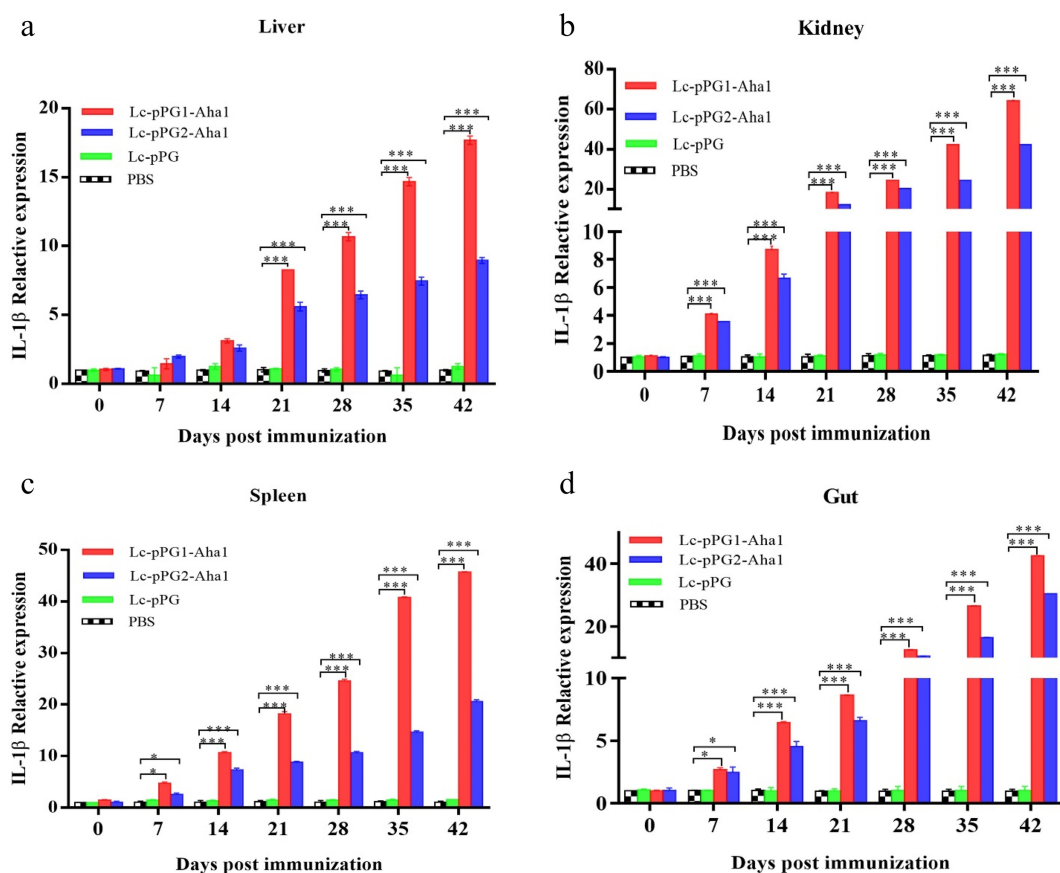 a
Liver
IL-1β Relactive expression
20
15
10
5
0
Lc-pPG1-Aha1
Lc-pPG2-Aha1
Lc-pPG
PBS
***
***
***
***
***
***
***
***
0 7 14 21 28 35 42
Days post immunization
b
Kidney
IL-1β Relactive expression
80
60
40
20
10
8
6
4
2
0
Lc-pPG1-Aha1
Lc-pPG2-Aha1
Lc-pPG
PBS
***
***
***
***
***
***
***
***
***
***
***
***
0 7 14 21 28 35 42
Days post immunization
c
Spleen
IL-1β Relactive expression
50
40
30
20
10
0
Lc-pPG1-Aha1
Lc-pPG2-Aha1
Lc-pPG
PBS
*
*
***
***
***
***
***
***
***
***
***
***
0 7 14 21 28 35 42
Days post immunization
d
Gut
IL-1β Relactive expression
40
20
10
5
0
Lc-pPG1-Aha1
Lc-pPG2-Aha1
Lc-pPG
PBS
*
*
***
***
***
***
***
***
***
***
***
***
0 7 14 21 28 35 42
Days post immunization